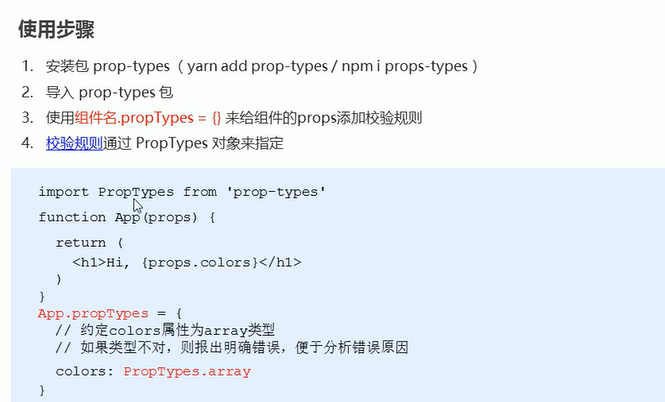 使用步骤
1. 安装包 prop-types（yarn add prop-types / npm i props-types）
2. 导入 prop-types 包
3. 使用组件名.propTypes = {} 来给组件的props添加校验规则
4. 校验规则通过 PropTypes 对象来指定
import PropTypes from 'prop-types'
function App(props) {
return (
<h1>Hi, {props.colors}</h1>
)
}
App.propTypes = {
// 约定colors属性为array类型
// 如果类型不对，则报出明确错误，便于分析错误原因
colors: PropTypes.array
}